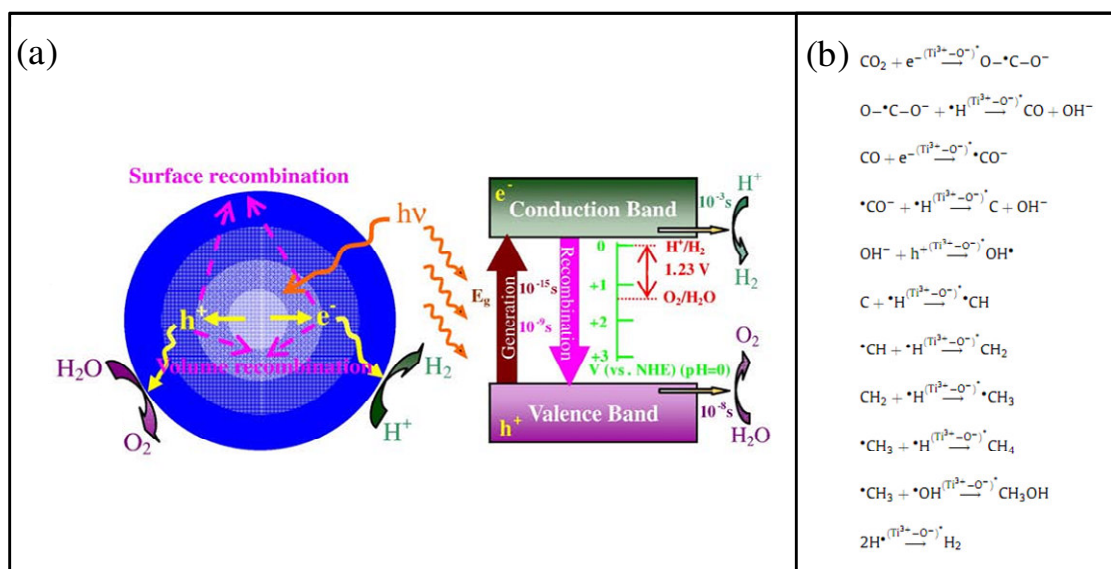 (a)
Surface recombination
hν
h⁺
e⁻
Volume recombination
H₂O
O₂
H₂
H⁺
e⁻
Conduction Band
10⁻³s
H⁺
H₂
Generation
Recombination
E_g
10⁻¹⁵s
10⁻⁹s
0
+1
+2
+3
H⁺/H₂
1.23 V
O₂/H₂O
V (vs. NHE) (pH=0)
Valence Band
h⁺
10⁻⁸s
O₂
H₂O
(b)
CO₂ + e⁻ (Ti³⁺–O⁻)* → O–•C–O⁻
O–•C–O⁻ + •H (Ti³⁺–O⁻)* → CO + OH⁻
CO + e⁻ (Ti³⁺–O⁻)* → •CO⁻
•CO⁻ + •H (Ti³⁺–O⁻)* → C + OH⁻
OH⁻ + h⁺ (Ti³⁺–O⁻)* → OH•
C + •H (Ti³⁺–O⁻)* → •CH
•CH + •H (Ti³⁺–O⁻)* → CH₂
CH₂ + •H (Ti³⁺–O⁻)* → •CH₃
•CH₃ + •H (Ti³⁺–O⁻)* → CH₄
•CH₃ + •OH (Ti³⁺–O⁻)* → CH₃OH
2H• (Ti³⁺–O⁻)* → H₂